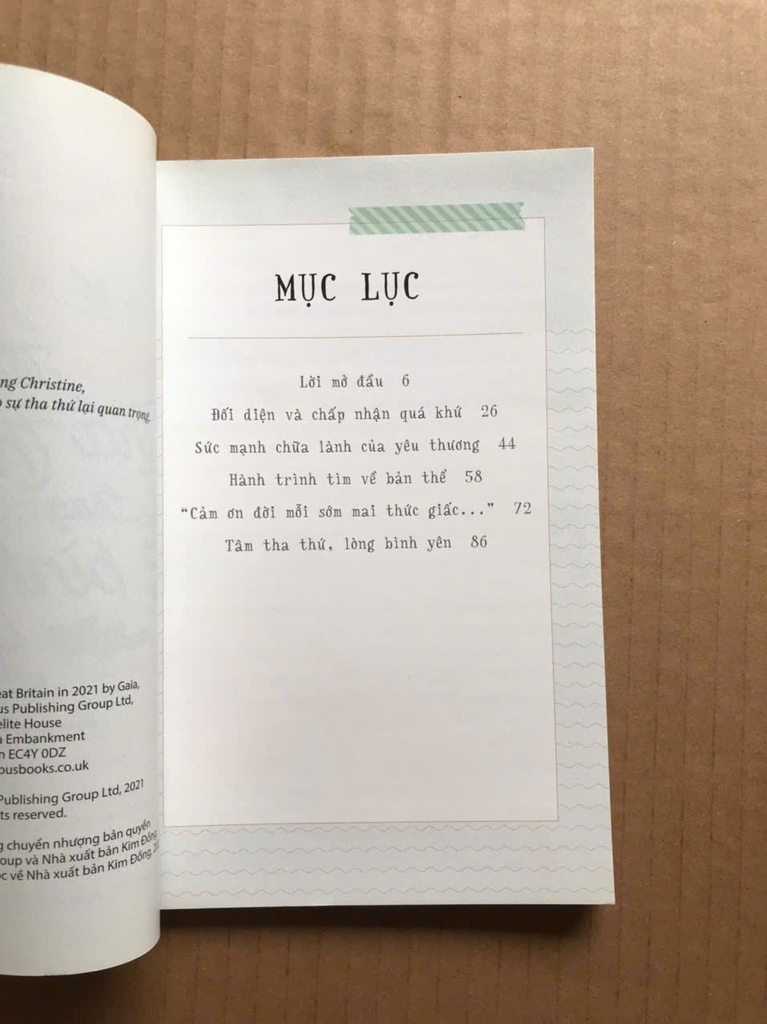 ng Christine,
sự tha thứ lại quan trọng.
eat Britain in 2021 by Gaia,
us Publishing Group Ltd,
elite House
Embankment
n EC4Y 0DZ
ousbooks.co.uk
Publishing Group Ltd, 2021
ts reserved.
g chuyển nhượng bản quyền
oup và Nhà xuất bản Kim Đồng,
ộc về Nhà xuất bản Kim Đồng,
MỤC LỤC
Lời mở đầu 6
Đối diện và chấp nhận quá khứ 26
Sức mạnh chữa lành của yêu thương 44
Hành trình tìm về bản thể 58
“Cảm ơn đời mỗi sớm mai thức giấc...” 72
Tâm tha thứ, lòng bình yên 86